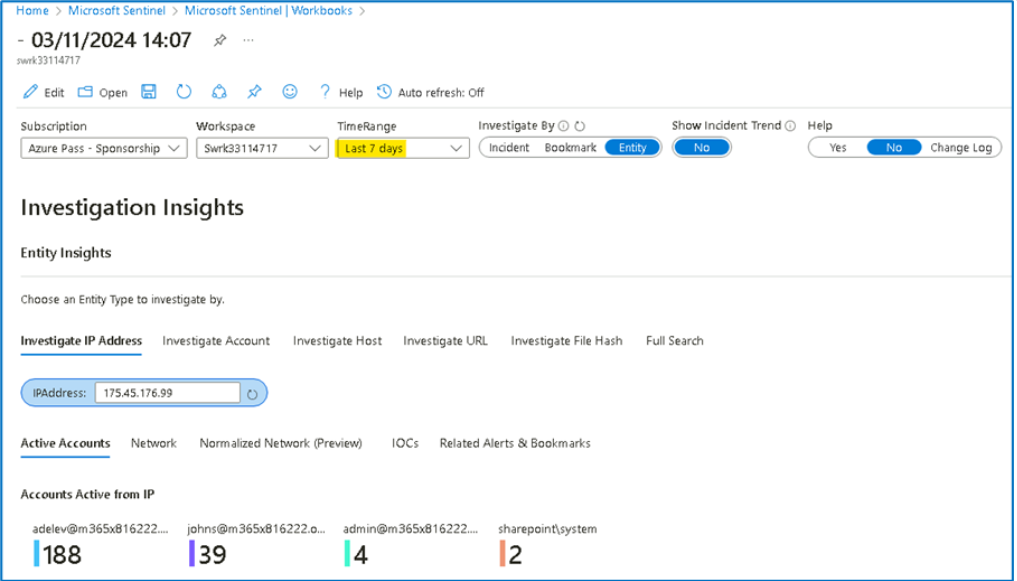 Home > Microsoft Sentinel > Microsoft Sentinel | Workbooks >
- 03/11/2024 14:07 ...
swrk33114717
Edit Open Help Auto refresh: Off
Subscription Workspace TimeRange Investigate By Show Incident Trend Help
Azure Pass - Sponsorship Swrk33114717 Last 7 days Incident Bookmark Entity No Yes No Change Log
Investigation Insights
Entity Insights
Choose an Entity Type to investigate by.
Investigate IP Address Investigate Account Investigate Host Investigate URL Investigate File Hash Full Search
IPAddress: 175.45.176.99
Active Accounts Network Normalized Network (Preview) IOCs Related Alerts & Bookmarks
Accounts Active from IP
adelev@m365x816222.... johns@m365x816222.o... admin@m365x816222.... sharepoint\system
188 39 4 2